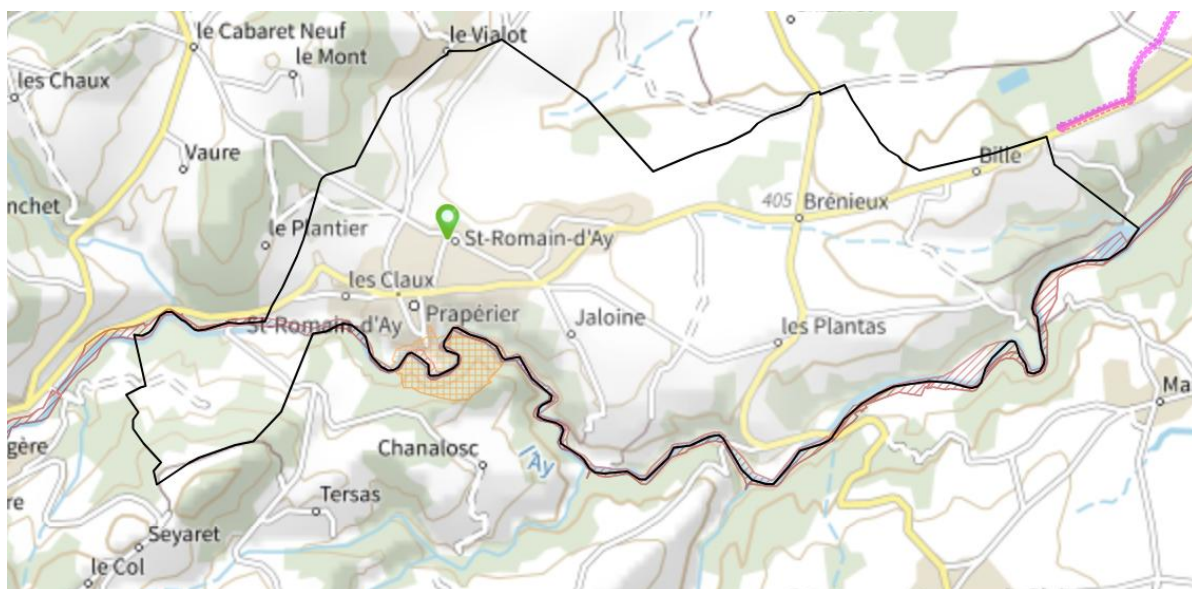 le Cabaret Neuf
le Vialot
le Mont
les Chaux
Vaure
Bille
nchet
405
Brénieux
le Plantier
St-Romain-d'Ay
les Claux
Prapérier
St-Romain-d'Ay
Jaloine
les Plantas
Ma
gère
Chanalosc
l'Ay
re
Tersas
Seyaret
le Col